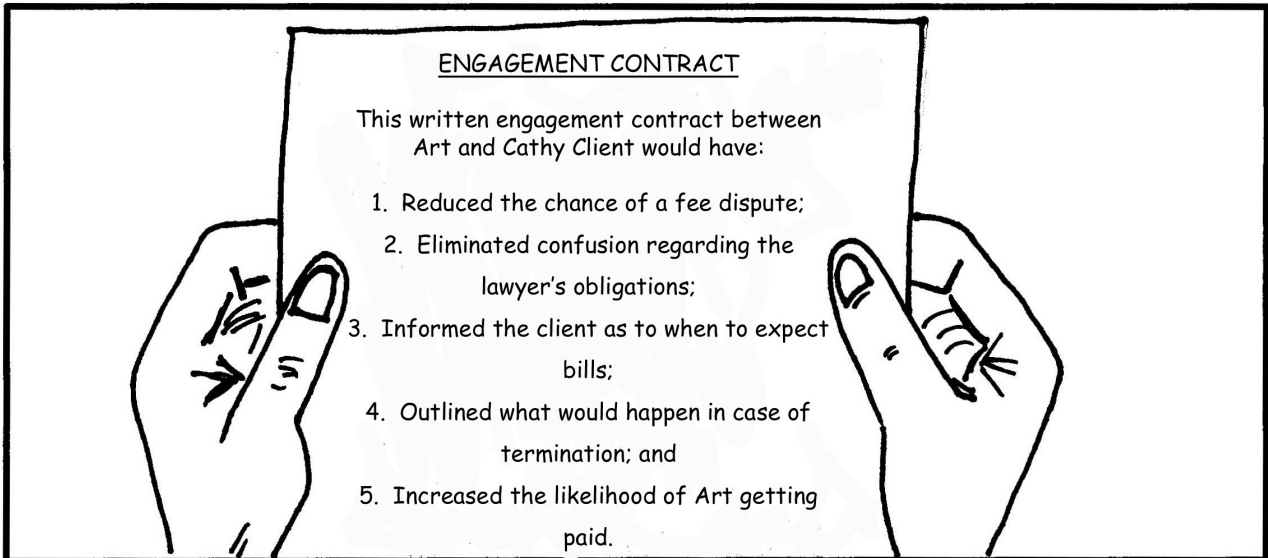 ENGAGEMENT CONTRACT
This written engagement contract between
Art and Cathy Client would have:
1. Reduced the chance of a fee dispute;
2. Eliminated confusion regarding the
lawyer's obligations;
3. Informed the client as to when to expect
bills;
4. Outlined what would happen in case of
termination; and
5. Increased the likelihood of Art getting
paid.